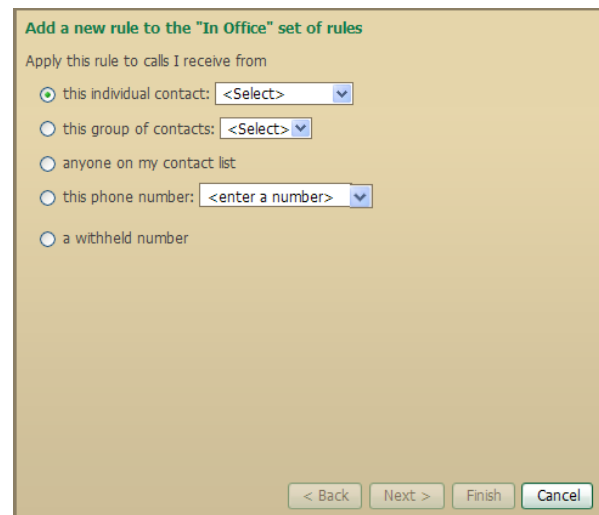 Add a new rule to the "In Office" set of rules
Apply this rule to calls I receive from
this individual contact: <Select>
this group of contacts: <Select>
anyone on my contact list
this phone number: <enter a number>
a withheld number
< Back Next > Finish Cancel